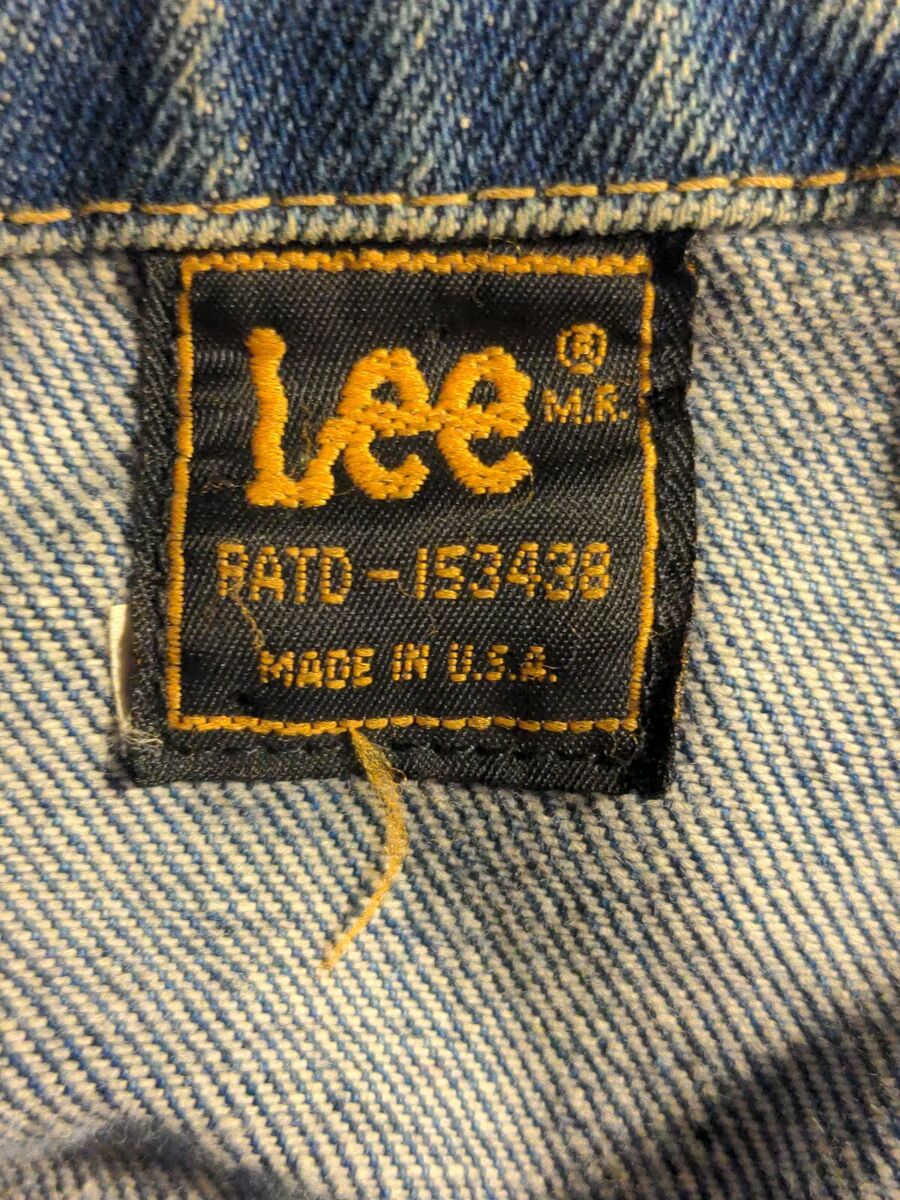 Lee ®
M.R.
PATD-153438
MADE IN U.S.A.